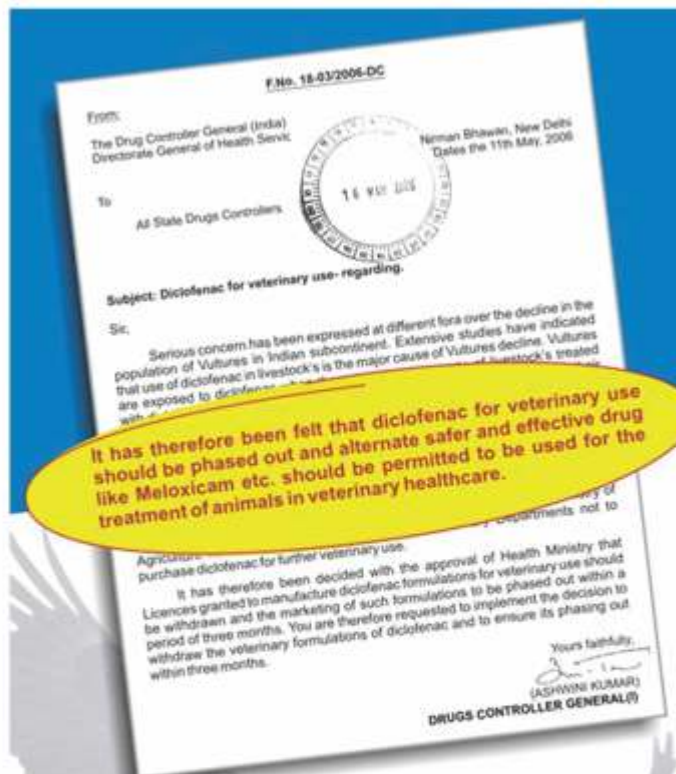 F.No. 18-03/2006-DC
From:
The Drug Controller General (India)
Directorate General of Health Servic
Nirman Bhawan, New Delhi
Dates the 11th May, 2006
To
All State Drugs Controllers
Subject: Diclofenac for veterinary use- regarding.
Sir,
Serious concern has been expressed at different fora over the decline in the
population of Vultures in Indian subcontinent. Extensive studies have indicated
that use of diclofenac in livestock's is the major cause of Vultures decline. Vultures
are exposed to diclofenac of livestock's treated
It has therefore been felt that diclofenac for veterinary use
should be phased out and alternate safer and effective drug
like Meloxicam etc. should be permitted to be used for the
treatment of animals in veterinary healthcare.
Agriculture Departments not to
purchase diclofenac for further veterinary use.
It has therefore been decided with the approval of Health Ministry that
Licences granted to manufacture diclofenac formulations for veterinary use should
be withdrawn and the marketing of such formulations to be phased out within a
period of three months. You are therefore requested to implement the decision to
withdraw the veterinary formulations of diclofenac and to ensure its phasing out
within three months.
Yours faithfully,
(ASHWINI KUMAR)
DRUGS CONTROLLER GENERAL(I)